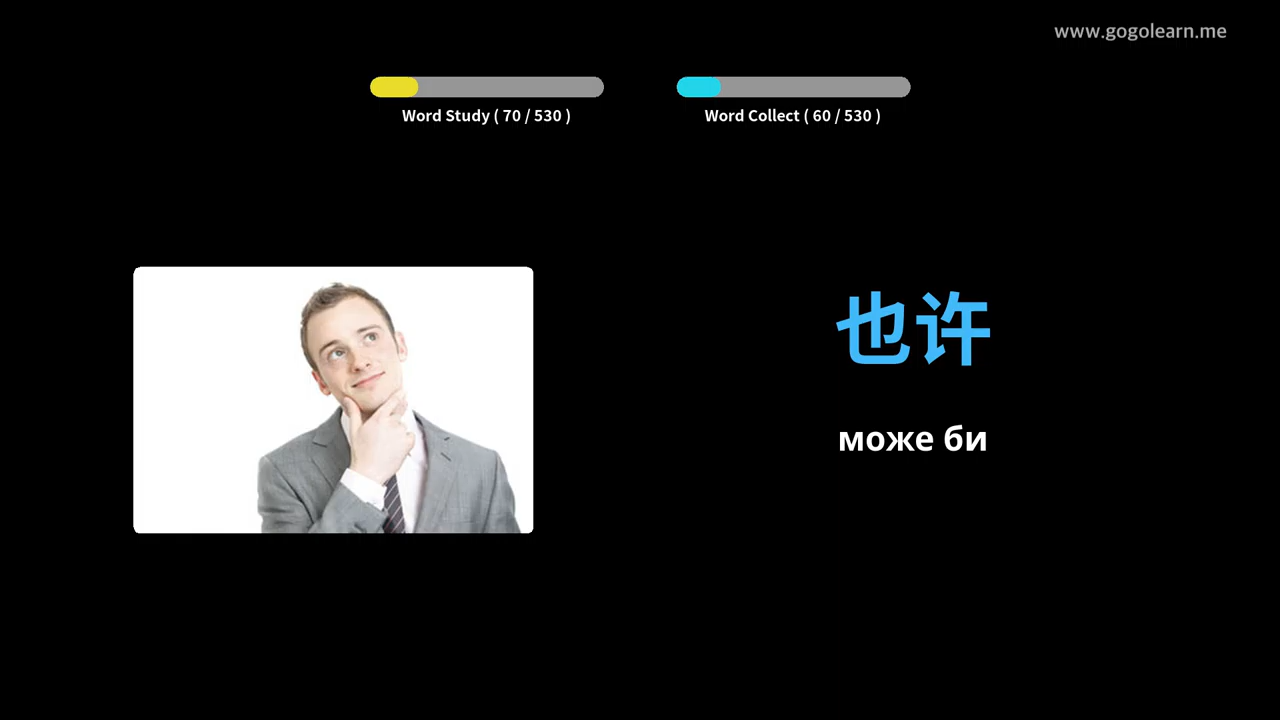 www.gogolearn.me
Word Study ( 70 / 530 )
Word Collect ( 60 / 530 )
也许
може би